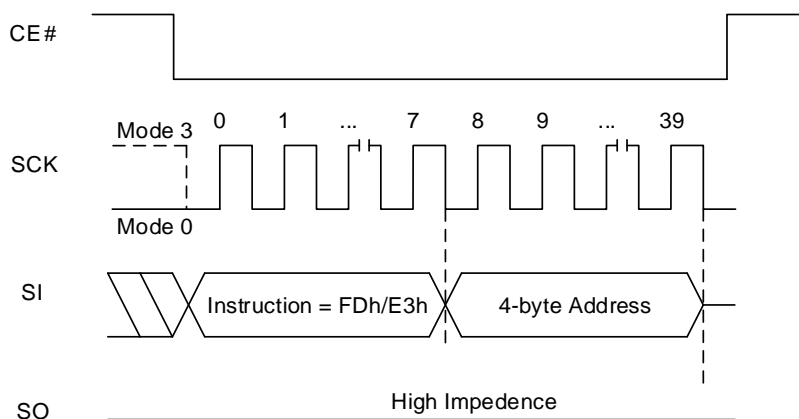 CE#
0 1 ... 7 8 9 ... 39
Mode 3
SCK
Mode 0
SI
Instruction = FDh/E3h
4-byte Address
High Impedence
SO